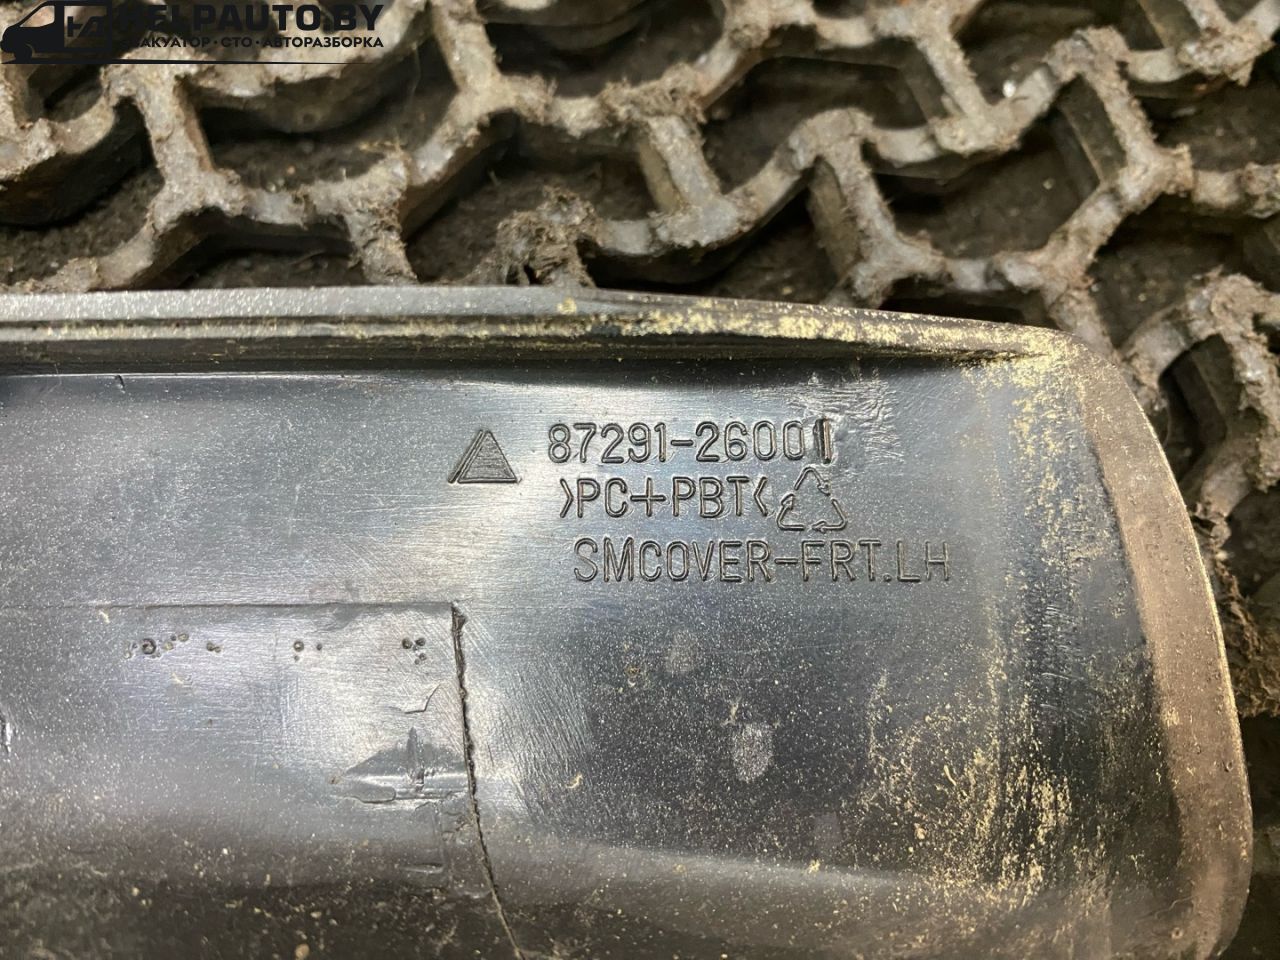 HELPAUTO.BY
ЭВАКУАТОР · СТО · АВТОРАЗБОРКА
87291-26001
>PC+PBT<
SMCOVER-FRT.LH